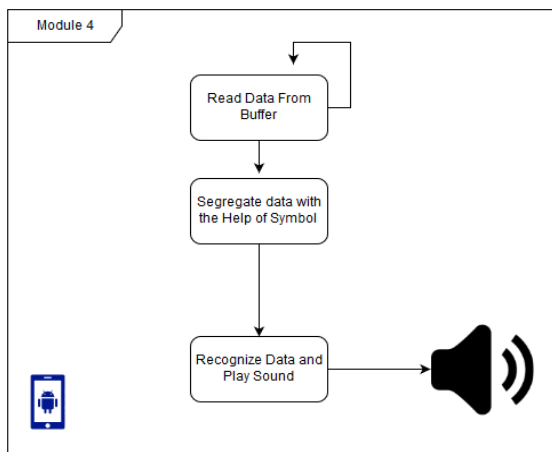 Module 4
Read Data From
Buffer
Segregate data with
the Help of Symbol
Recognize Data and
Play Sound